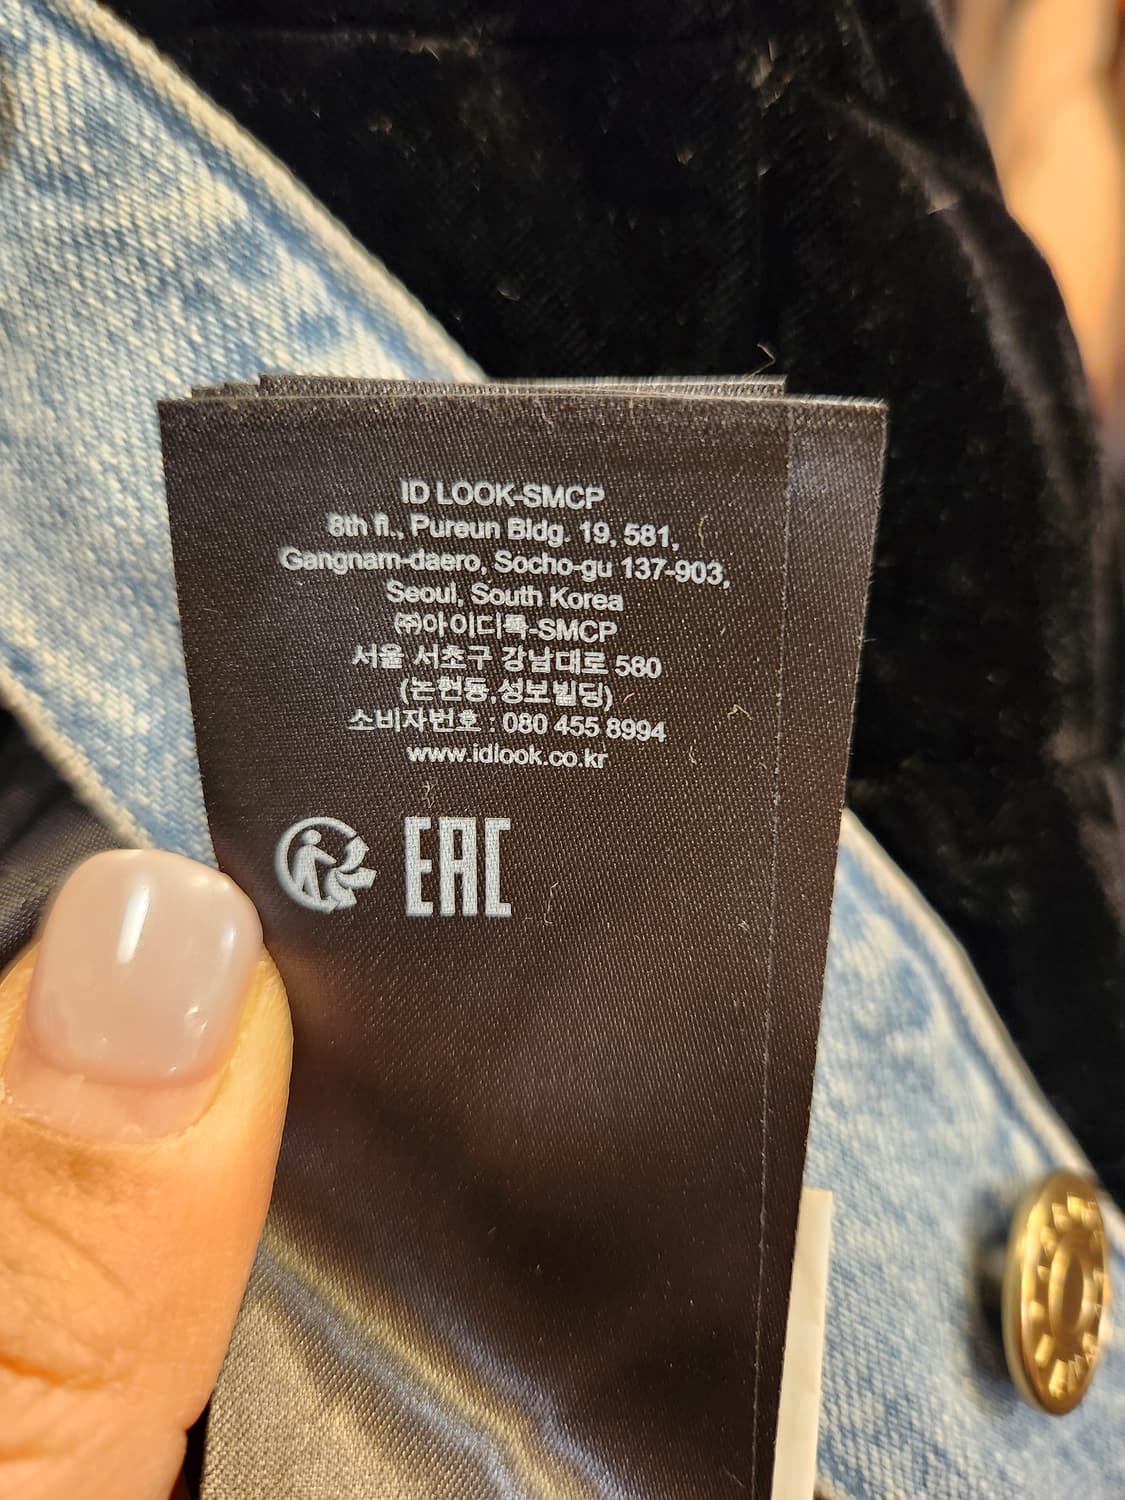 ID LOOK-SMCP
8th fl., Pureun Bldg. 19, 581,
Gangnam-daero, Socho-gu 137-903,
Seoul, South Korea
㈜아이디룩-SMCP
서울 서초구 강남대로 580
(논현동,성보빌딩)
소비자번호 : 080 455 8994
www.idlook.co.kr
EAC